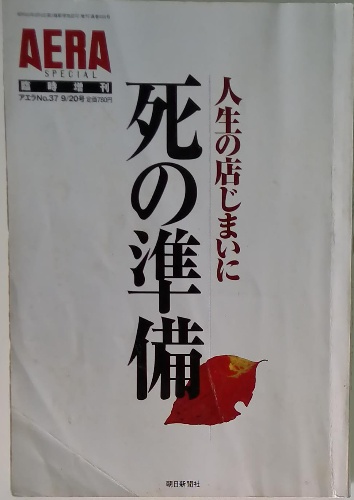 AERA
SPECIAL
臨時増刊
アエラNo.37 9/20号 定価780円
人生の店じまいに
死の準備
朝日新聞社